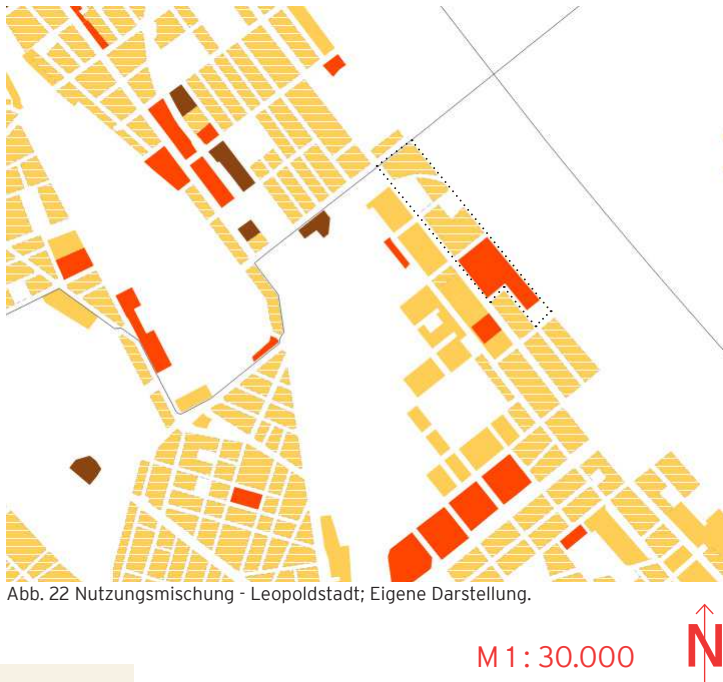 Abb. 22 Nutzungsmischung - Leopoldstadt; Eigene Darstellung.
M 1 : 30.000
N